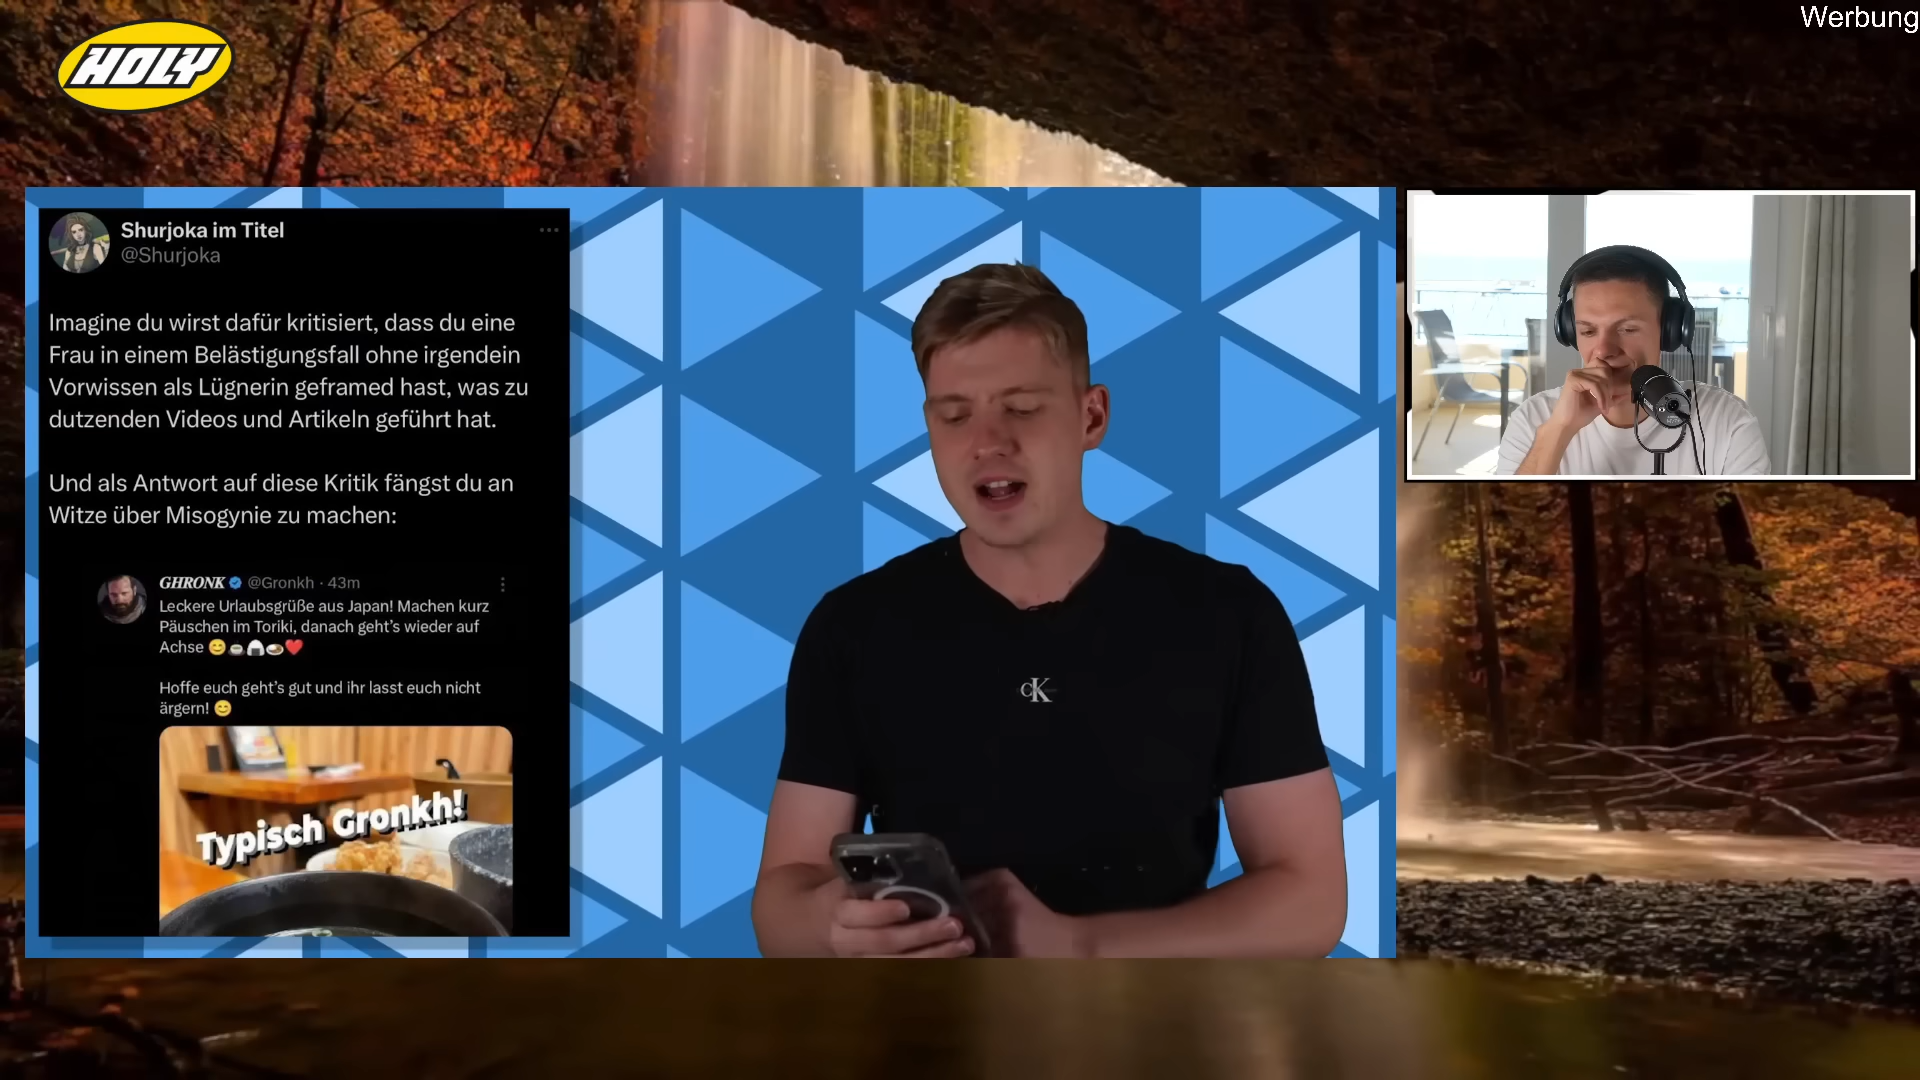 HOLY
Werbung
Shurjoka im Titel
@Shurjoka
Imagine du wirst dafür kritisiert, dass du eine
Frau in einem Belästigungsfall ohne irgendein
Vorwissen als Lügnerin geframed hast, was zu
dutzenden Videos und Artikeln geführt hat.
Und als Antwort auf diese Kritik fängst du an
Witze über Misogynie zu machen:
GHRONK @Gronkh · 43m
Leckere Urlaubsgrüße aus Japan! Machen kurz
Päuschen im Toriki, danach geht's wieder auf
Achse 😊🍵🍙🍛❤️
Hoffe euch geht's gut und ihr lasst euch nicht
ärgern! 😊
Typisch Gronkh!
cK